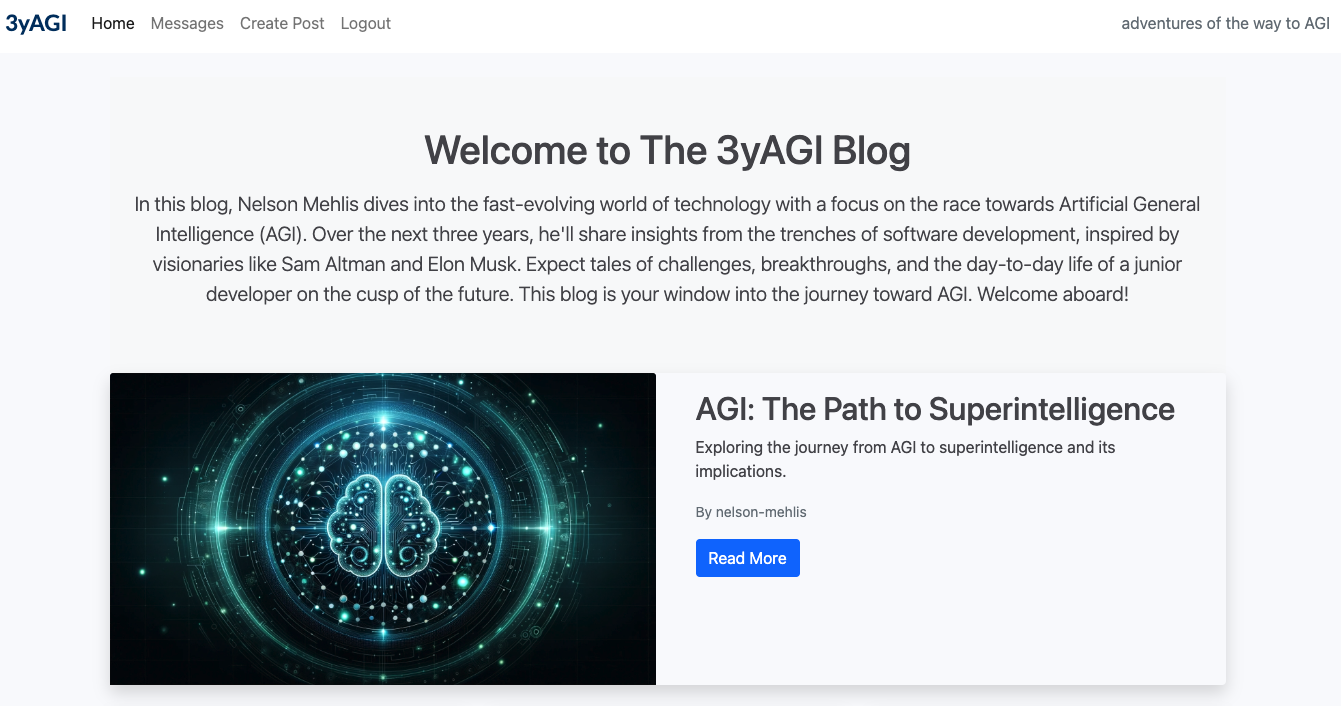 3yAGI Home Messages Create Post Logout adventures of the way to AGI
Welcome to The 3yAGI Blog
In this blog, Nelson Mehlis dives into the fast-evolving world of technology with a focus on the race towards Artificial General
Intelligence (AGI). Over the next three years, he'll share insights from the trenches of software development, inspired by
visionaries like Sam Altman and Elon Musk. Expect tales of challenges, breakthroughs, and the day-to-day life of a junior
developer on the cusp of the future. This blog is your window into the journey toward AGI. Welcome aboard!
AGI: The Path to Superintelligence
Exploring the journey from AGI to superintelligence and its
implications.
By nelson-mehlis
Read More